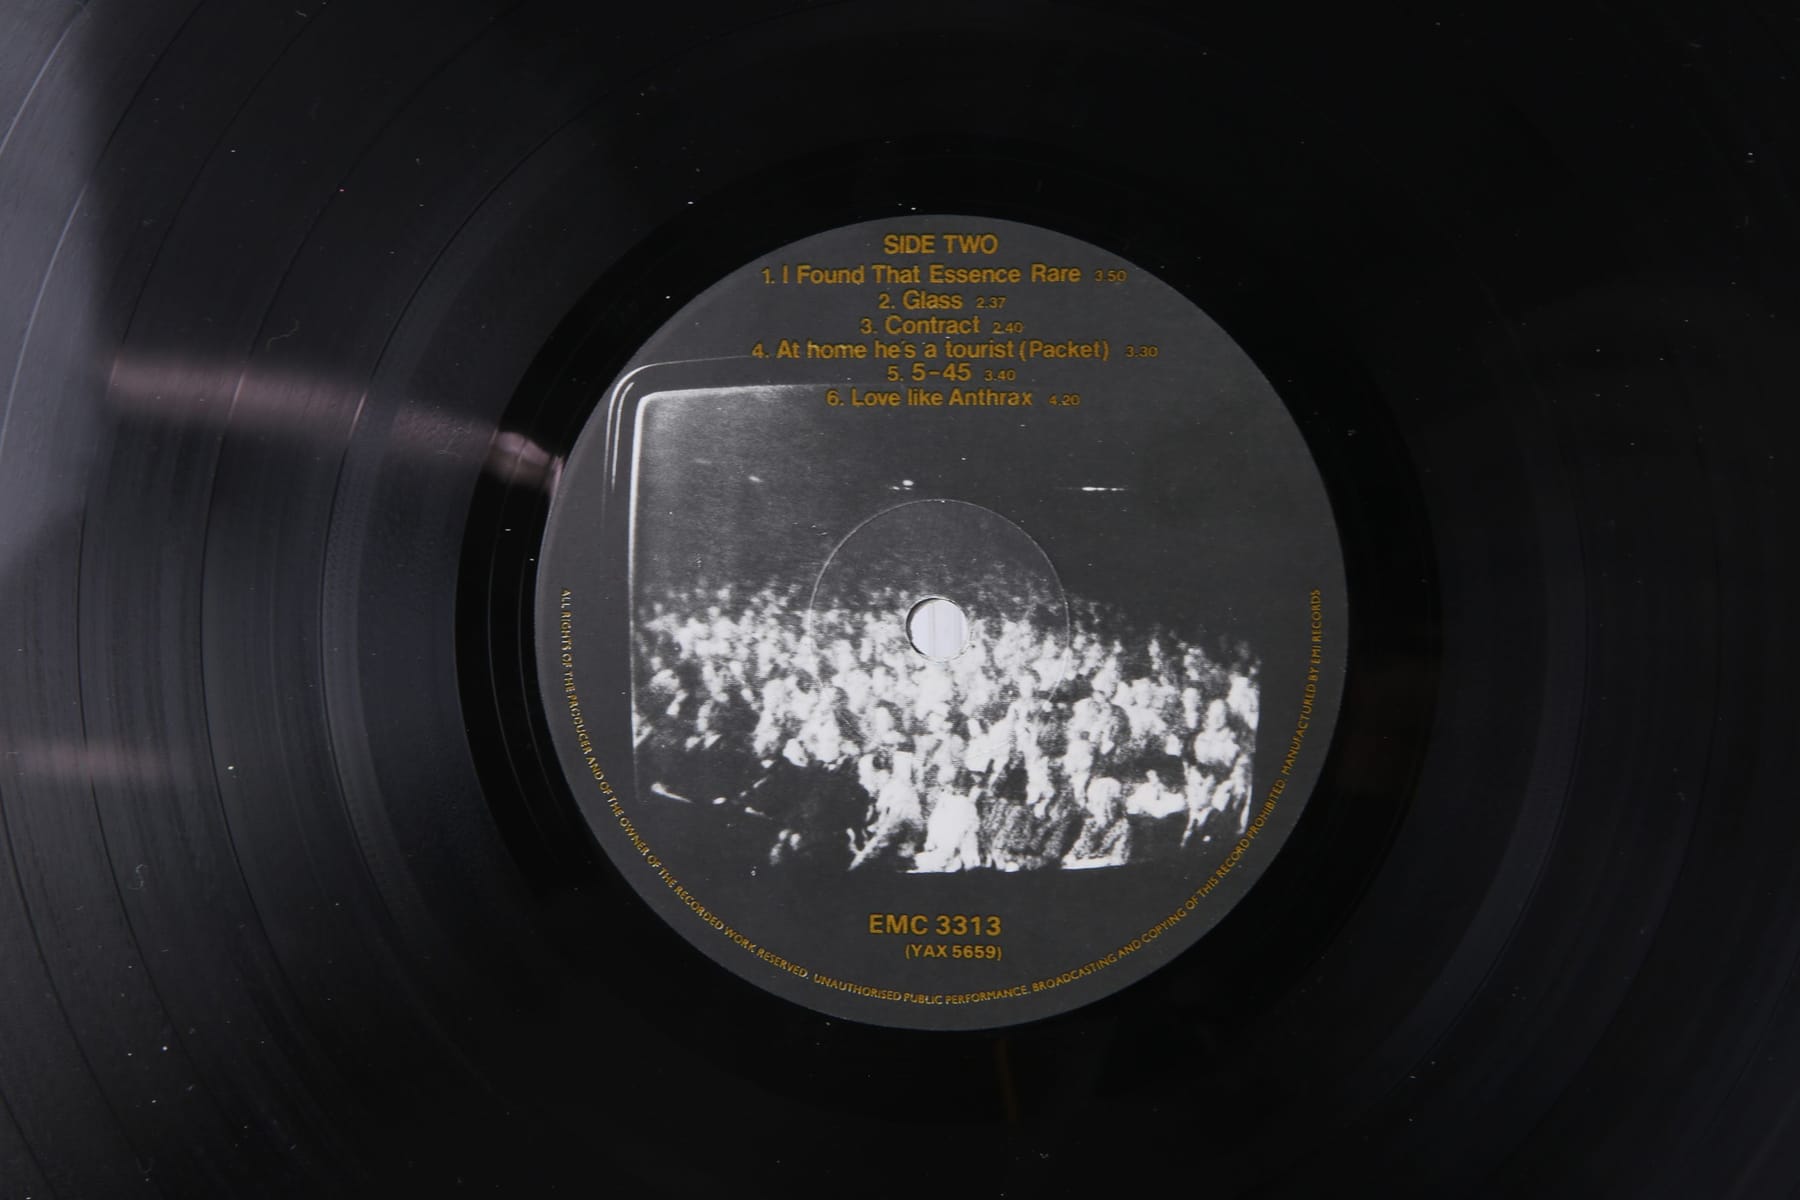 SIDE TWO
1. I Found That Essence Rare 3.50
2. Glass 2.37
3. Contract 2.40
4. At home he's a tourist (Packet) 3.30
5. 5-45 3.40
6. Love like Anthrax 4.20
EMC 3313
(YAX 5659)
ALL RIGHTS OF THE PRODUCER AND OF THE OWNER OF THE RECORDED WORK RESERVED. UNAUTHORISED PUBLIC PERFORMANCE. BROADCASTING AND COPYING OF THIS RECORD PROHIBITED. MANUFACTURED BY EMI RECORDS